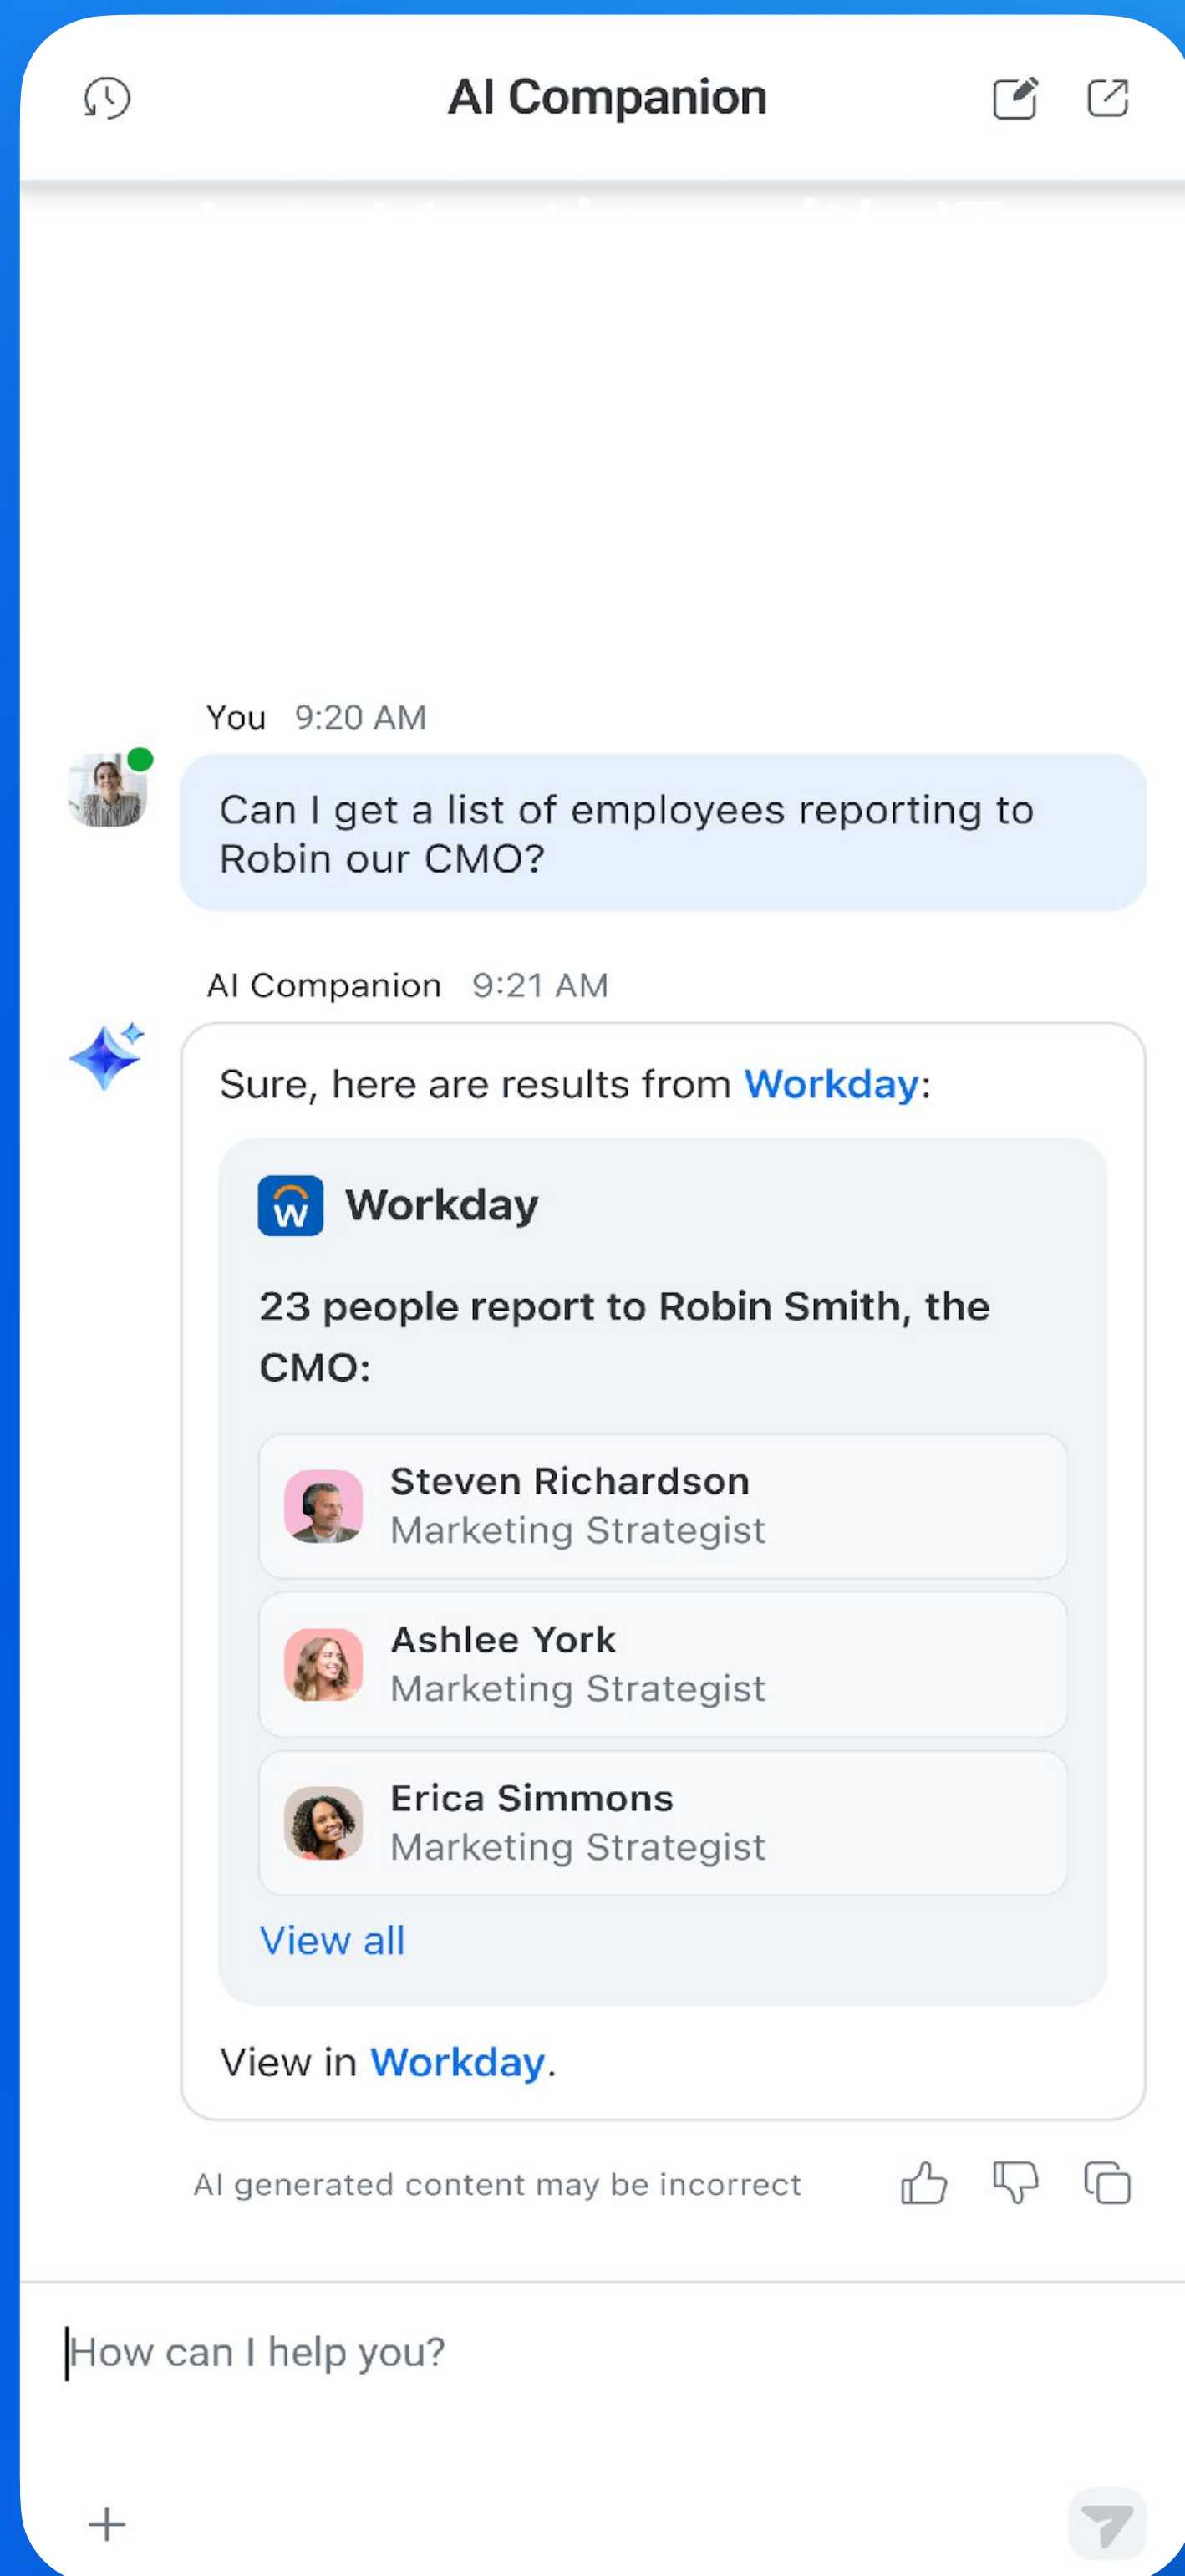 AI Companion
You 9:20 AM
Can I get a list of employees reporting to
Robin our CMO?
AI Companion 9:21 AM
Sure, here are results from Workday:
W Workday
23 people report to Robin Smith, the
CMO:
Steven Richardson
Marketing Strategist
Ashlee York
Marketing Strategist
Erica Simmons
Marketing Strategist
View all
View in Workday.
AI generated content may be incorrect
How can I help you?